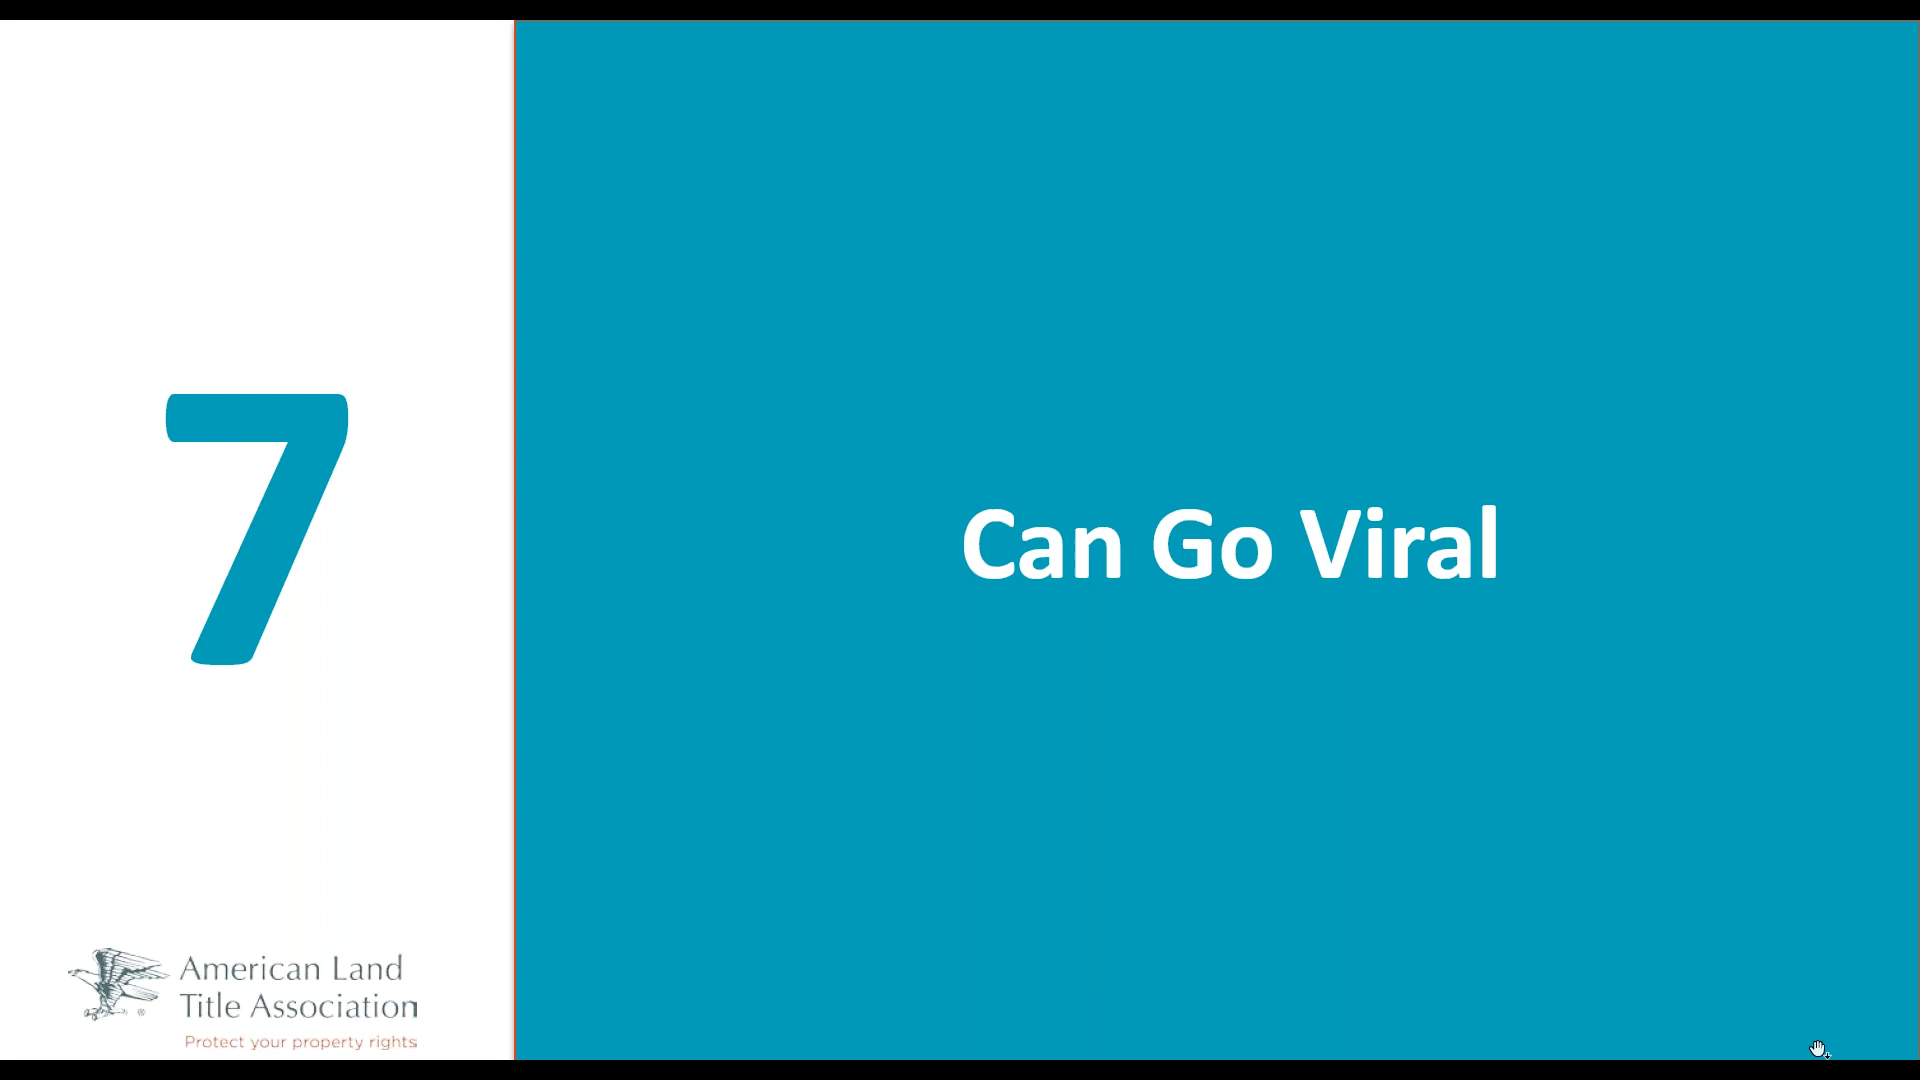 7
Can Go Viral
American Land
Title Association
®
Protect your property rights